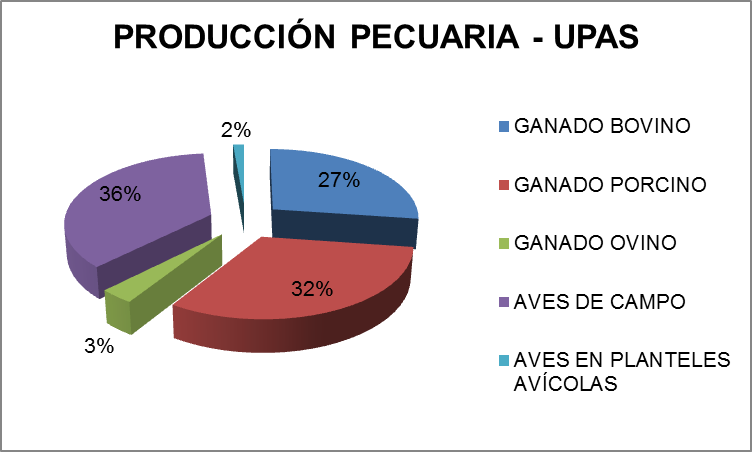 PRODUCCIÓN PECUARIA - UPAS
2%
27%
36%
32%
3%
GANADO BOVINO
GANADO PORCINO
GANADO OVINO
AVES DE CAMPO
AVES EN PLANTELES
AVÍCOLAS